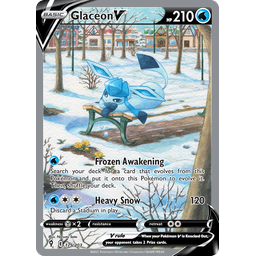 BASIC
Glaceon V HP 210
Frozen Awakening
Search your deck for a card that evolves from this
Pokémon and put it onto this Pokémon to evolve it.
Then, shuffle your deck.
Heavy Snow 120
Discard a Stadium in play.
weakness ×2 resistance retreat
V rule When your Pokémon V is Knocked Out,
your opponent takes 2 Prize cards.